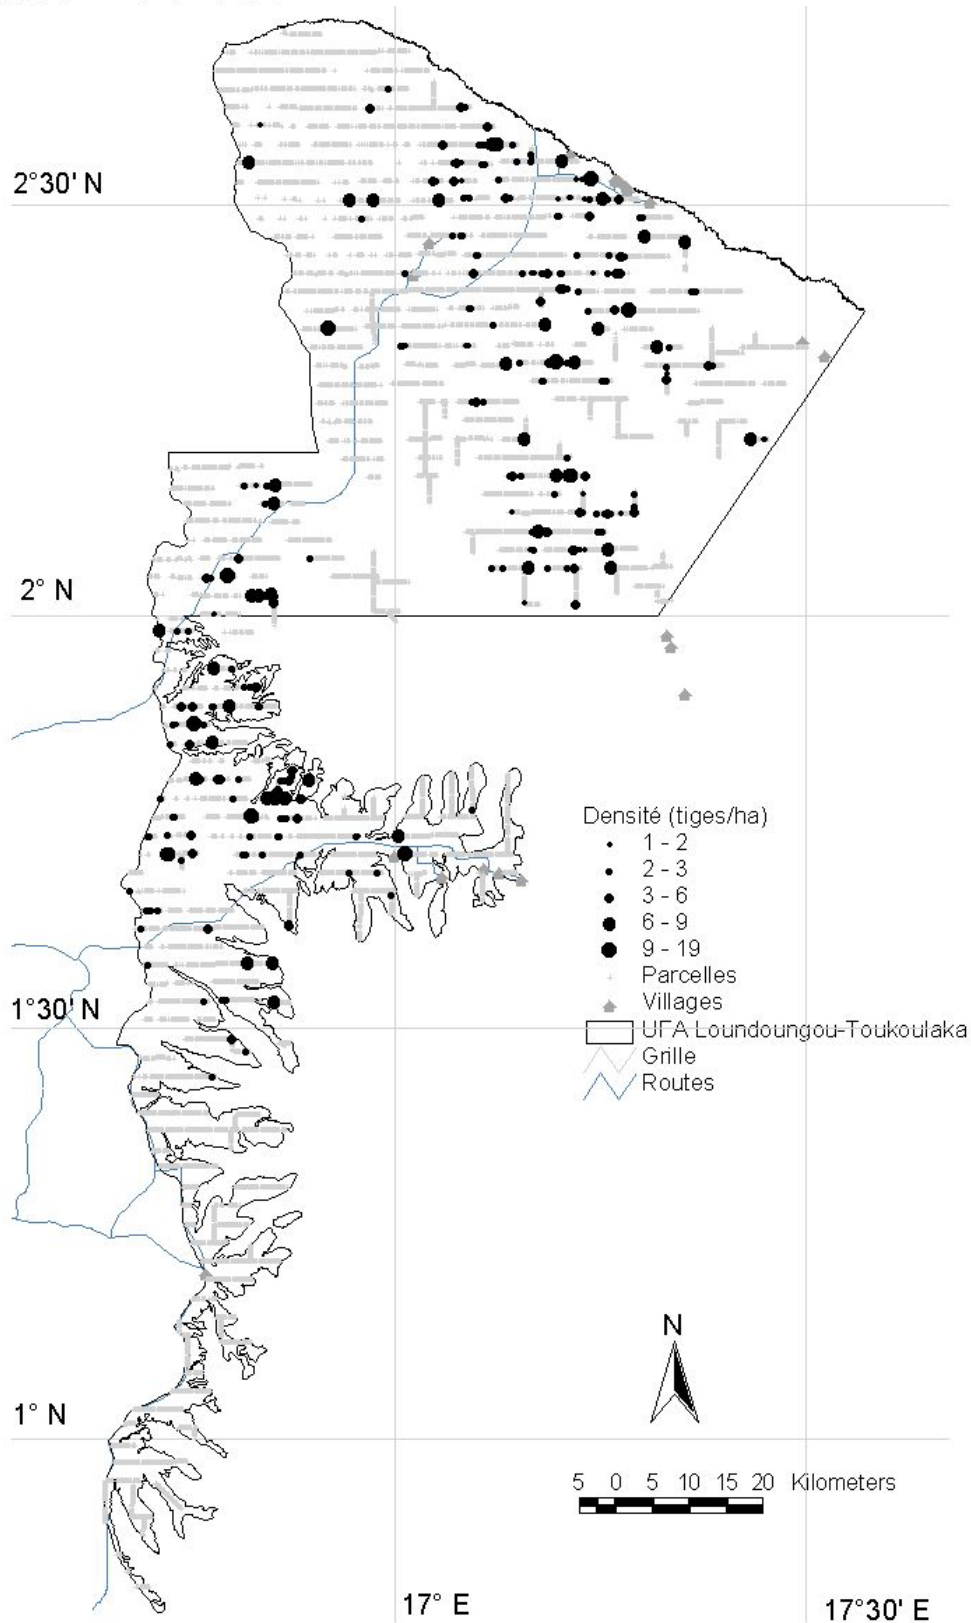 2°30' N
2° N
Densité (tiges/ha)
1 - 2
2 - 3
3 - 6
6 - 9
9 - 19
Parcelles
Villages
UFA Loundoungou-Toukoulaka
Grille
Routes
1°30' N
N
1° N
5 0 5 10 15 20 Kilometers
17° E
17°30' E